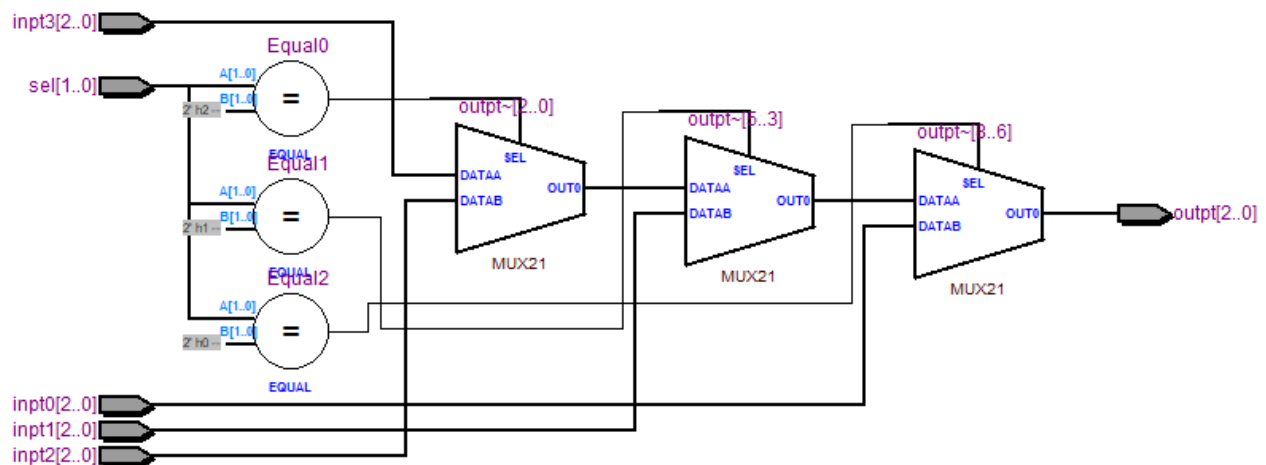 inpt3[2..0]
sel[1..0]
Equal0
A[1..0]
B[1..0]
2' h2 --
=
EQUAL
Equal1
A[1..0]
B[1..0]
2' h1 --
=
EQUAL
Equal2
A[1..0]
B[1..0]
2' h0 --
=
EQUAL
outpt~[2..0]
SEL
DATAA
DATAB
OUT0
MUX21
outpt~[5..3]
SEL
DATAA
DATAB
OUT0
MUX21
outpt~[8..6]
SEL
DATAA
DATAB
OUT0
MUX21
outpt[2..0]
inpt0[2..0]
inpt1[2..0]
inpt2[2..0]